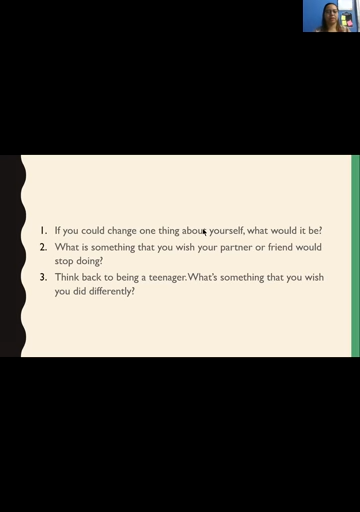 1. If you could change one thing about yourself, what would it be?
2. What is something that you wish your partner or friend would
stop doing?
3. Think back to being a teenager. What's something that you wish
you did differently?